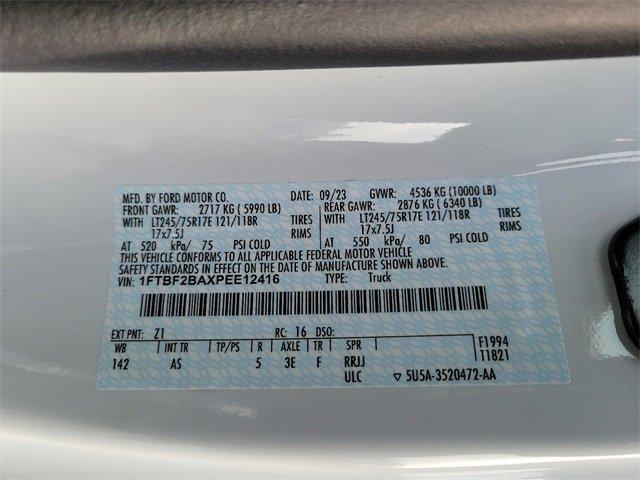 MFD. BY FORD MOTOR CO. DATE: 09/23 GVWR: 4536 KG (10000 LB)
FRONT GAWR: 2717 KG (5990 LB) REAR GAWR: 2876 KG (6340 LB)
WITH LT245/75R17E 121/118R TIRES WITH LT245/75R17E 121/118R TIRES
17x7.5J RIMS 17x7.5J RIMS
AT 520 kPa/ 75 PSI COLD AT 550 kPa/ 80 PSI COLD
THIS VEHICLE CONFORMS TO ALL APPLICABLE FEDERAL MOTOR VEHICLE
SAFETY STANDARDS IN EFFECT ON THE DATE OF MANUFACTURE SHOWN ABOVE.
VIN: 1FTBF2BAXPEE12416 TYPE: Truck
EXT PNT: Z1 RC: 16 DSO: F1994
WB INT TR TP/PS R AXLE TR SPR T1821
142 AS 5 3E F RRJJ
ULC ▽ 5U5A-3520472-AA